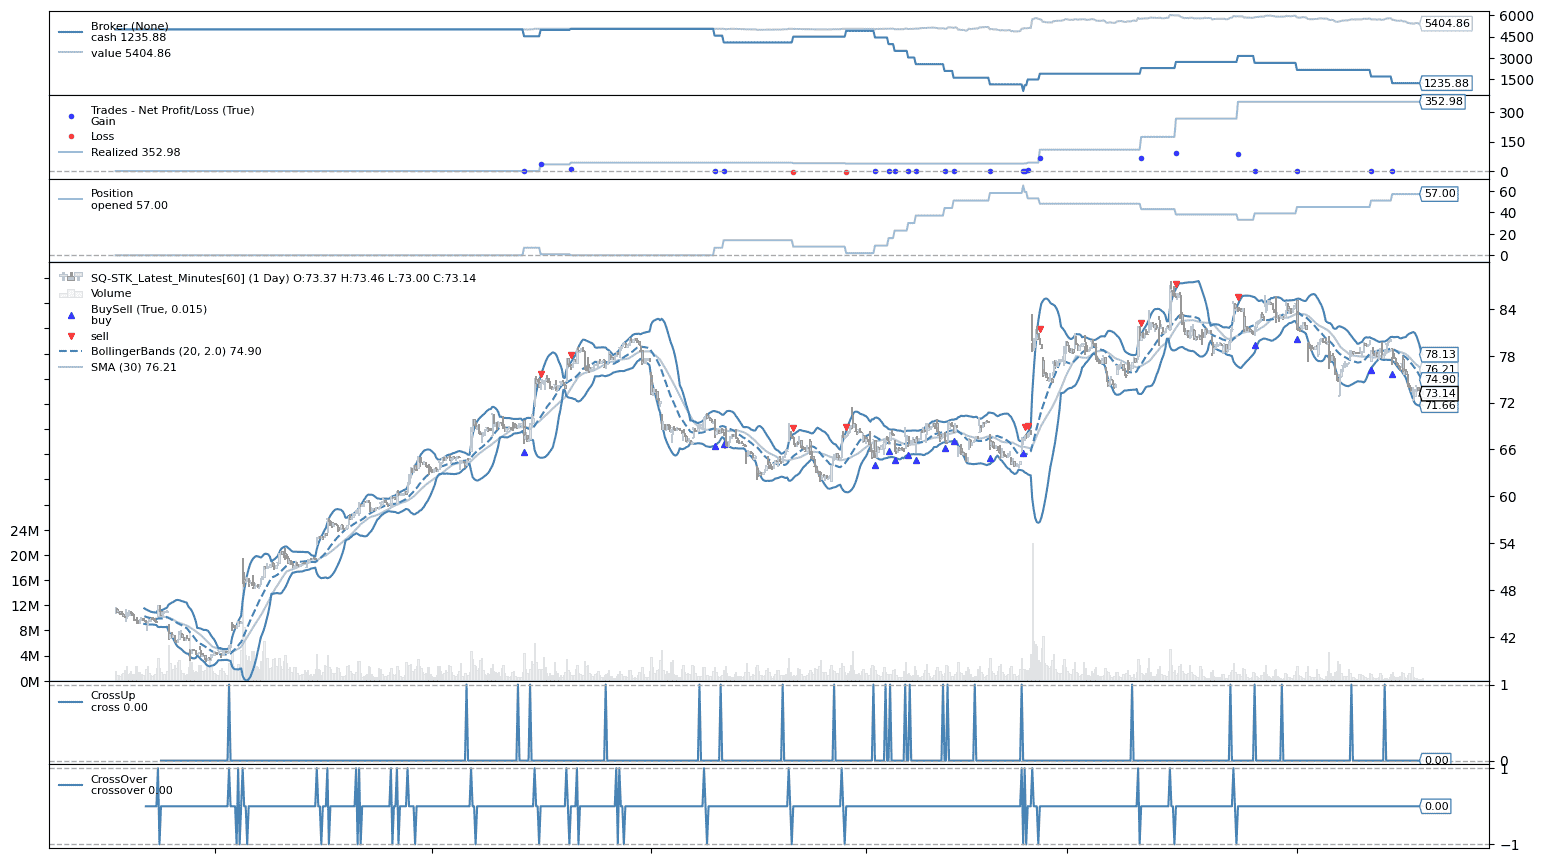 Broker (None)
cash 1235.88
value 5404.86
5404.86
1235.88
6000
4500
3000
1500
Trades - Net Profit/Loss (True)
Gain
Loss
Realized 352.98
352.98
300
150
0
Position
opened 57.00
57.00
60
40
20
0
SQ-STK_Latest_Minutes[60] (1 Day) O:73.37 H:73.46 L:73.00 C:73.14
Volume
BuySell (True, 0.015)
buy
sell
BollingerBands (20, 2.0) 74.90
SMA (30) 76.21
84
78
72
66
60
54
48
42
78.13
76.21
74.90
73.14
71.66
24M
20M
16M
12M
8M
4M
0M
CrossUp
cross 0.00
0.00
1
0
CrossOver
crossover 0.00
0.00
1
−1